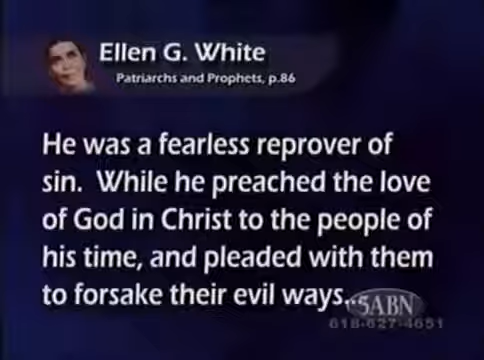 Ellen G. White
Patriarchs and Prophets, p.86
He was a fearless reprover of
sin. While he preached the love
of God in Christ to the people of
his time, and pleaded with them
to forsake their evil ways...
3ABN
618-627-4651